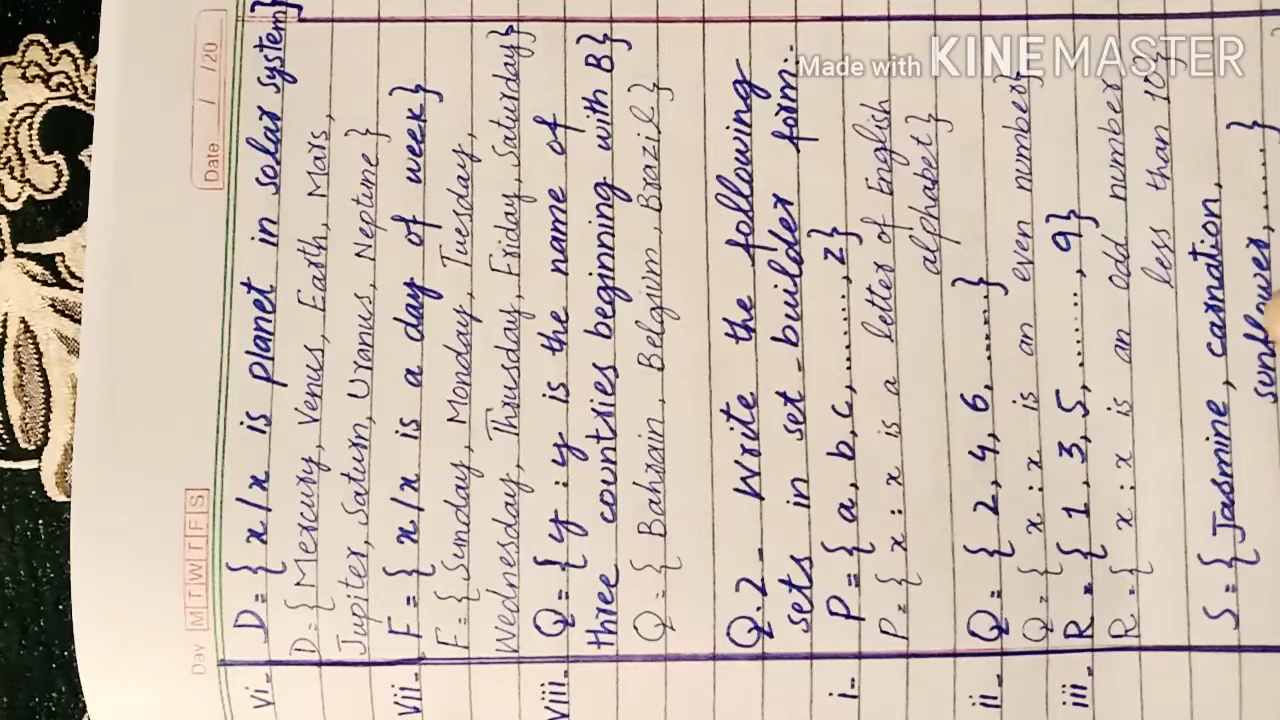 Made with KINEMASTER
Day M T W T F S
Date / /20
vi- D = { x/x is planet in solar system}
D = { Mercury, Venus, Earth, Mars,
Jupiter, Saturn, Uranus, Neptune }
vii- F = { x/x is a day of week}
F = { Sunday, Monday, Tuesday,
Wednesday, Thrusday, Friday, Saturday}
viii- Q = { y : y is the name of
three countries beginning with B}
Q = { Bahrain, Belgium, Brazil }
Q.2- Write the following
sets in set-builder form..
i- P = { a, b, c, ........, z}
P = { x : x is a letter of English
alphabet}
ii- Q = { 2, 4, 6, ......}
Q = { x : x is an even number}
iii- R = { 1, 3, 5, ......., 9}
R = { x : x is an odd number
less than 10}
S = { Jasmine, carnation,
sunflower, ...... }